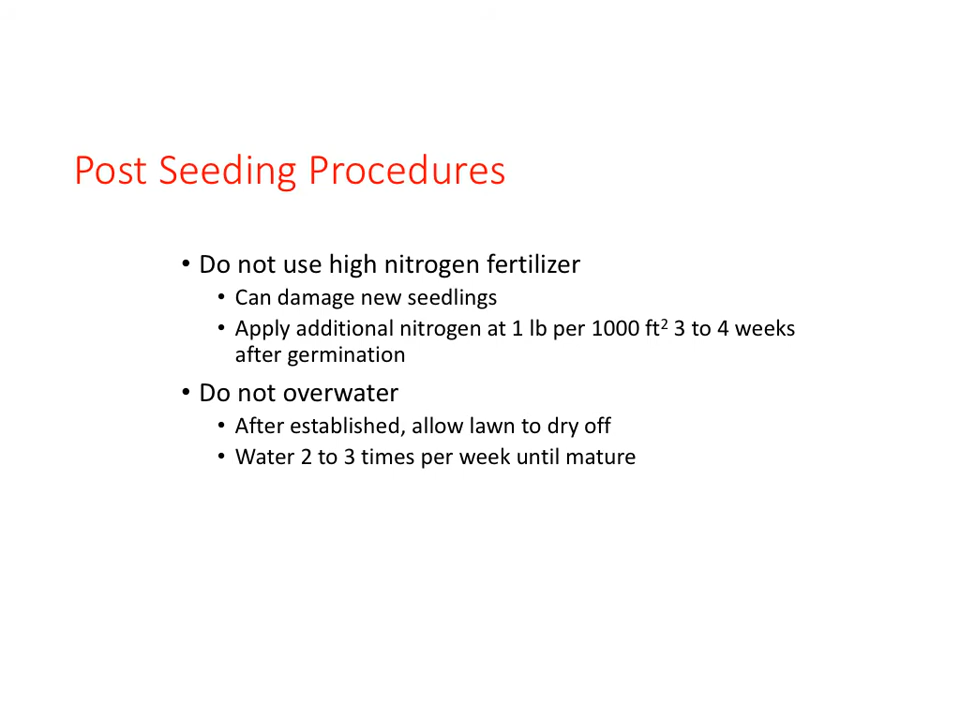 Post Seeding Procedures
• Do not use high nitrogen fertilizer
• Can damage new seedlings
• Apply additional nitrogen at 1 lb per 1000 ft² 3 to 4 weeks
after germination
• Do not overwater
• After established, allow lawn to dry off
• Water 2 to 3 times per week until mature